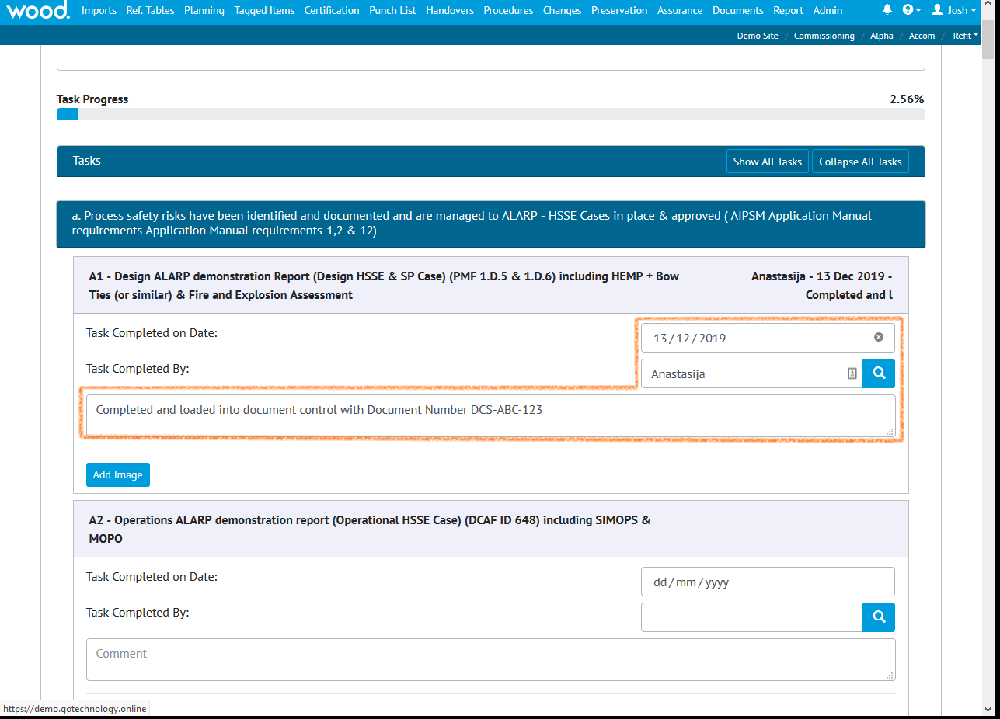 wood. Imports Ref. Tables Planning Tagged Items Certification Punch List Handovers Procedures Changes Preservation Assurance Documents Report Admin ? Josh
Demo Site / Commissioning / Alpha / Accom / Refit
Task Progress 2.56%
Tasks Show All Tasks Collapse All Tasks
a. Process safety risks have been identified and documented and are managed to ALARP - HSSE Cases in place & approved ( AIPSM Application Manual
requirements Application Manual requirements-1,2 & 12)
A1 - Design ALARP demonstration Report (Design HSSE & SP Case) (PMF 1.D.5 & 1.D.6) including HEMP + Bow Anastasija - 13 Dec 2019 -
Ties (or similar) & Fire and Explosion Assessment Completed and l
Task Completed on Date: 13/12/2019
Task Completed By: Anastasija
Completed and loaded into document control with Document Number DCS-ABC-123
Add Image
A2 - Operations ALARP demonstration report (Operational HSSE Case) (DCAF ID 648) including SIMOPS &
MOPO
Task Completed on Date: dd/mm/yyyy
Task Completed By:
Comment
https://demo.gotechnology.online